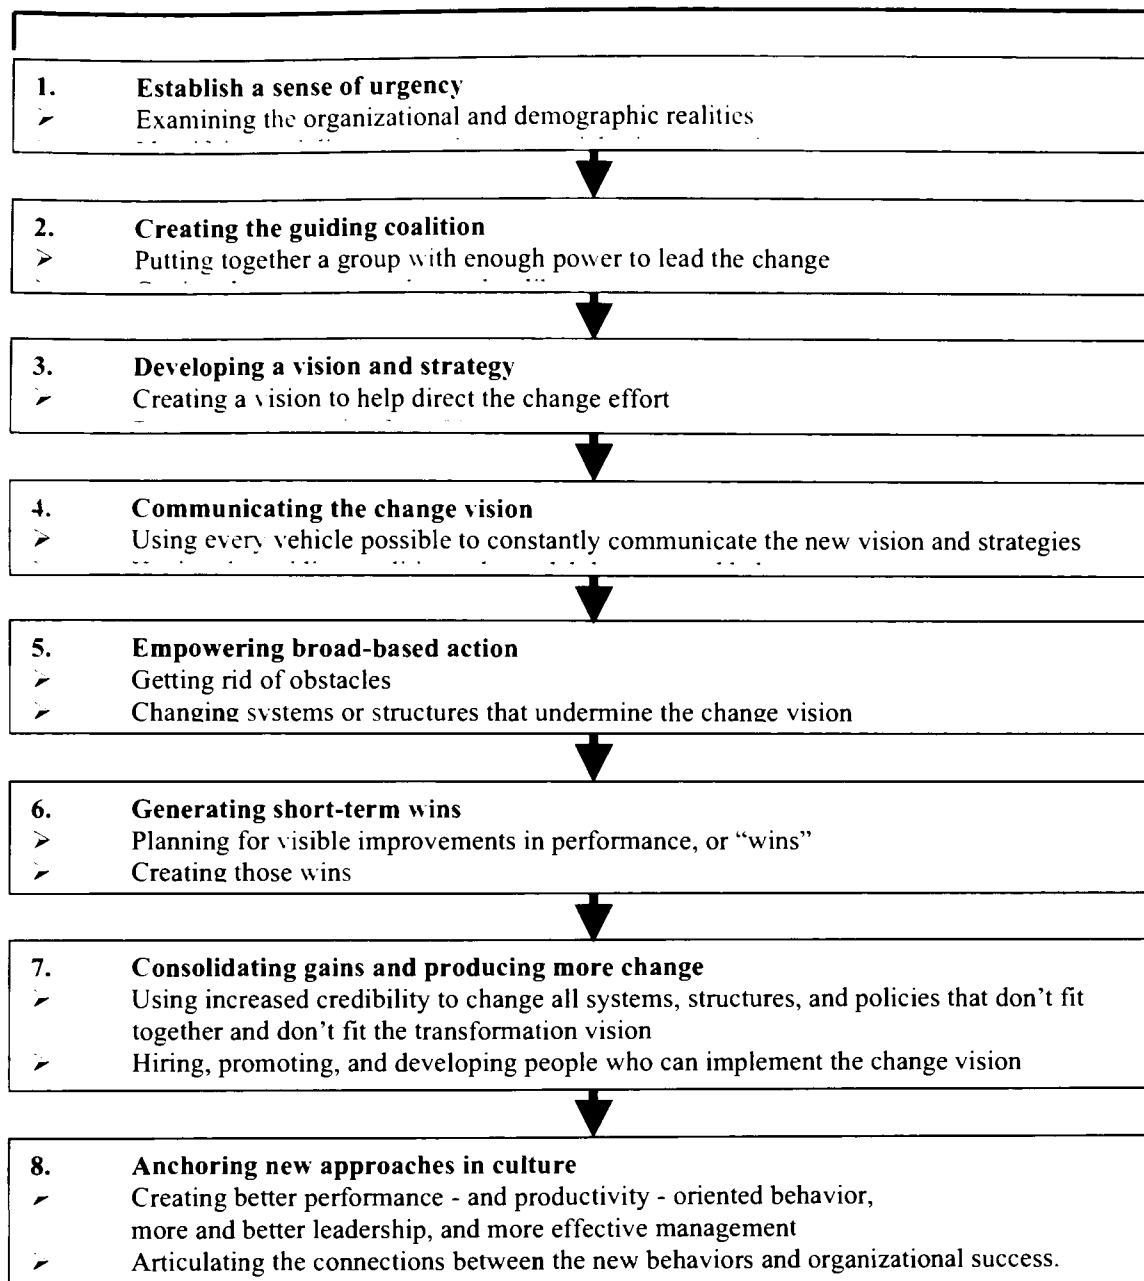 1. Establish a sense of urgency
➢ Examining the organizational and demographic realities
2. Creating the guiding coalition
➢ Putting together a group with enough power to lead the change
3. Developing a vision and strategy
➢ Creating a vision to help direct the change effort
4. Communicating the change vision
➢ Using every vehicle possible to constantly communicate the new vision and strategies
5. Empowering broad-based action
➢ Getting rid of obstacles
➢ Changing systems or structures that undermine the change vision
6. Generating short-term wins
➢ Planning for visible improvements in performance, or “wins”
➢ Creating those wins
7. Consolidating gains and producing more change
➢ Using increased credibility to change all systems, structures, and policies that don’t fit
together and don’t fit the transformation vision
➢ Hiring, promoting, and developing people who can implement the change vision
8. Anchoring new approaches in culture
➢ Creating better performance - and productivity - oriented behavior,
more and better leadership, and more effective management
➢ Articulating the connections between the new behaviors and organizational success.